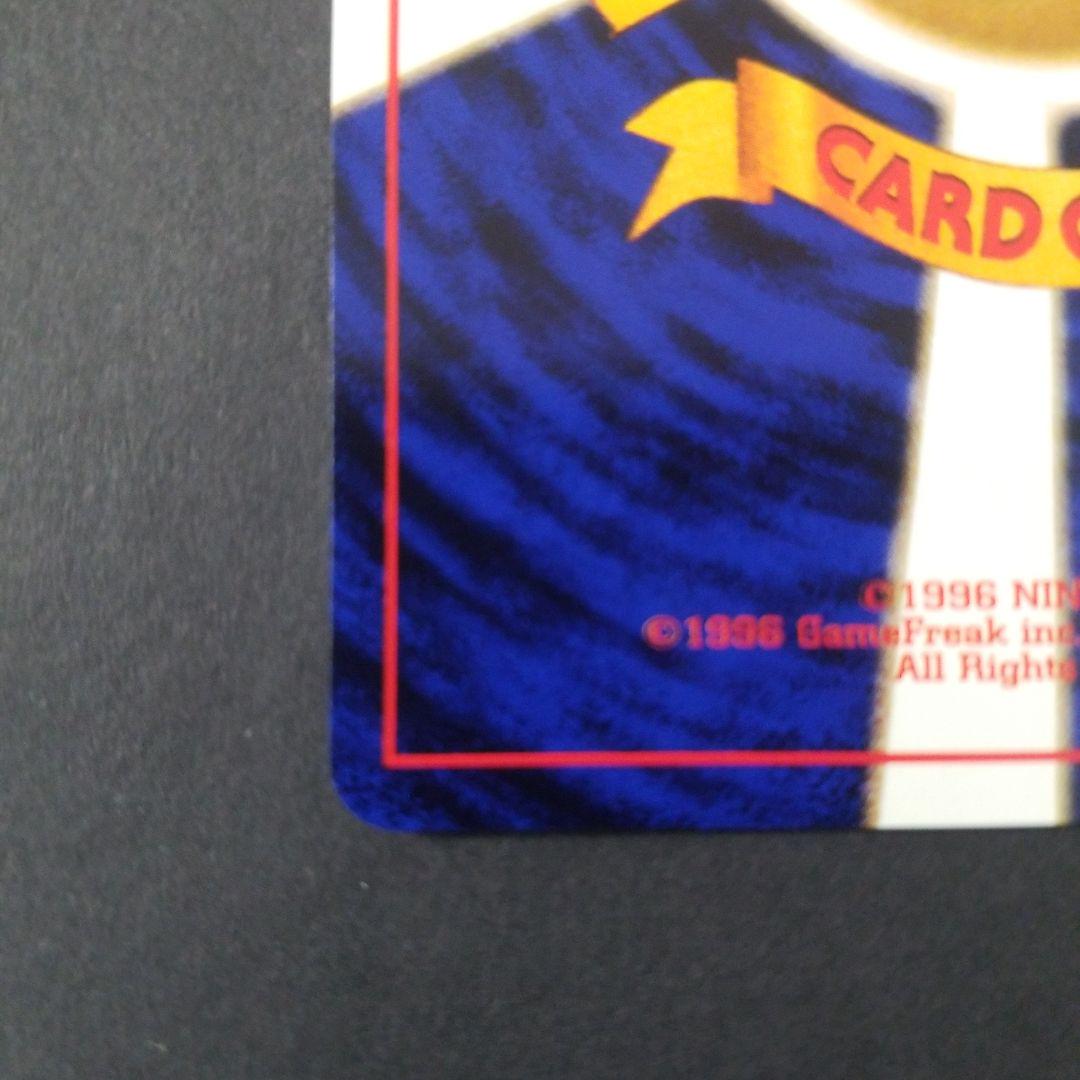 CARD
©1996 NIN
©1996 GameFreak inc.
All Rights